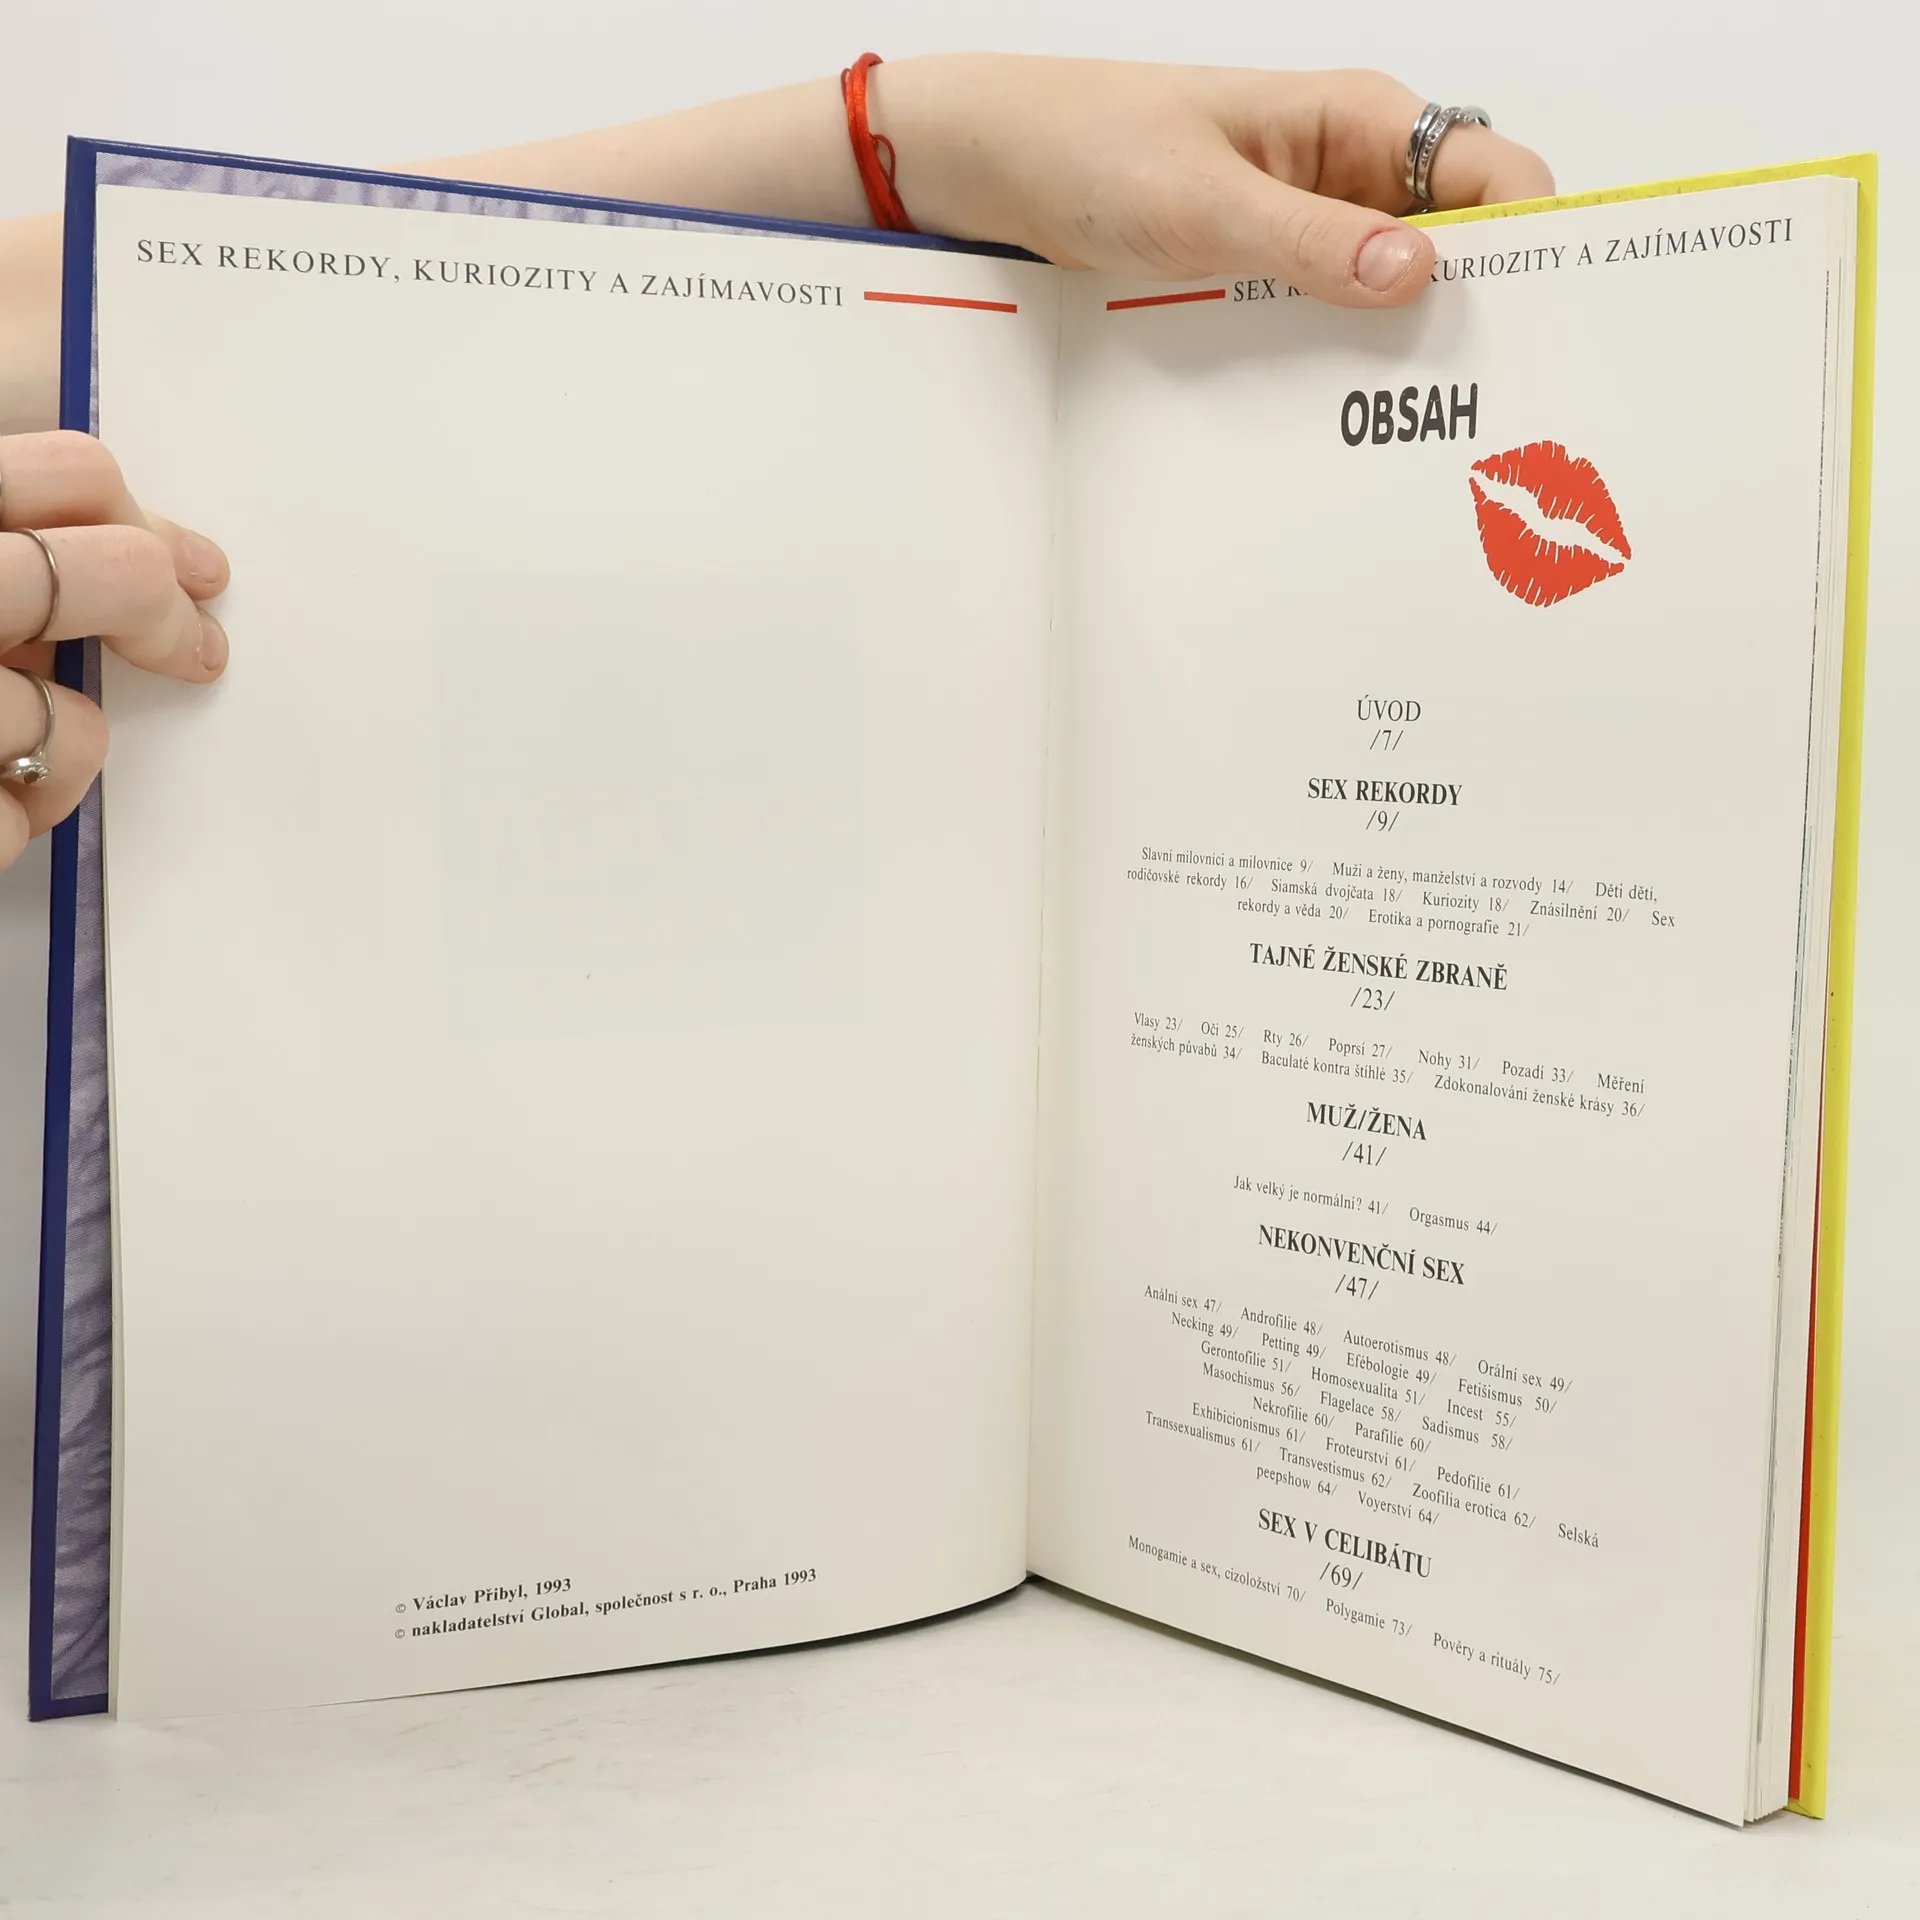 SEX REKORDY, KURIOZITY A ZAJÍMAVOSTI
© Václav Přibyl, 1993
© nakladatelství Global, společnost s r. o., Praha 1993
SEX KURIOZITY A ZAJÍMAVOSTI
OBSAH
ÚVOD
/7/
SEX REKORDY
/9/
Slavní milovníci a milovnice 9/ Muži a ženy, manželství a rozvody 14/ Děti děti,
rodičovské rekordy 16/ Siamská dvojčata 18/ Kuriozity 18/ Znásilnění 20/ Sex
rekordy a věda 20/ Erotika a pornografie 21/
TAJNÉ ŽENSKÉ ZBRANĚ
/23/
Vlasy 23/ Oči 25/ Rty 26/ Poprsí 27/ Nohy 31/ Pozadí 33/ Měření
ženských půvabů 34/ Baculaté kontra štíhlé 35/ Zdokonalování ženské krásy 36/
MUŽ/ŽENA
/41/
Jak velký je normální? 41/ Orgasmus 44/
NEKONVENČNÍ SEX
/47/
Anální sex 47/ Androfilie 48/ Autoerotismus 48/ Orální sex 49/
Necking 49/ Petting 49/ Efébologie 49/ Fetišismus 50/
Gerontofilie 51/ Homosexualita 51/ Incest 55/
Masochismus 56/ Flagelace 58/ Sadismus 58/
Nekrofilie 60/ Parafilie 60/
Exhibicionismus 61/ Froteurství 61/ Pedofilie 61/
Transsexualismus 61/ Transvestismus 62/ Zoofilia erotica 62/ Selská
peepshow 64/ Voyerství 64/
SEX V CELIBÁTU
/69/
Monogamie a sex, cizoložství 70/ Polygamie 73/ Pověry a rituály 75/